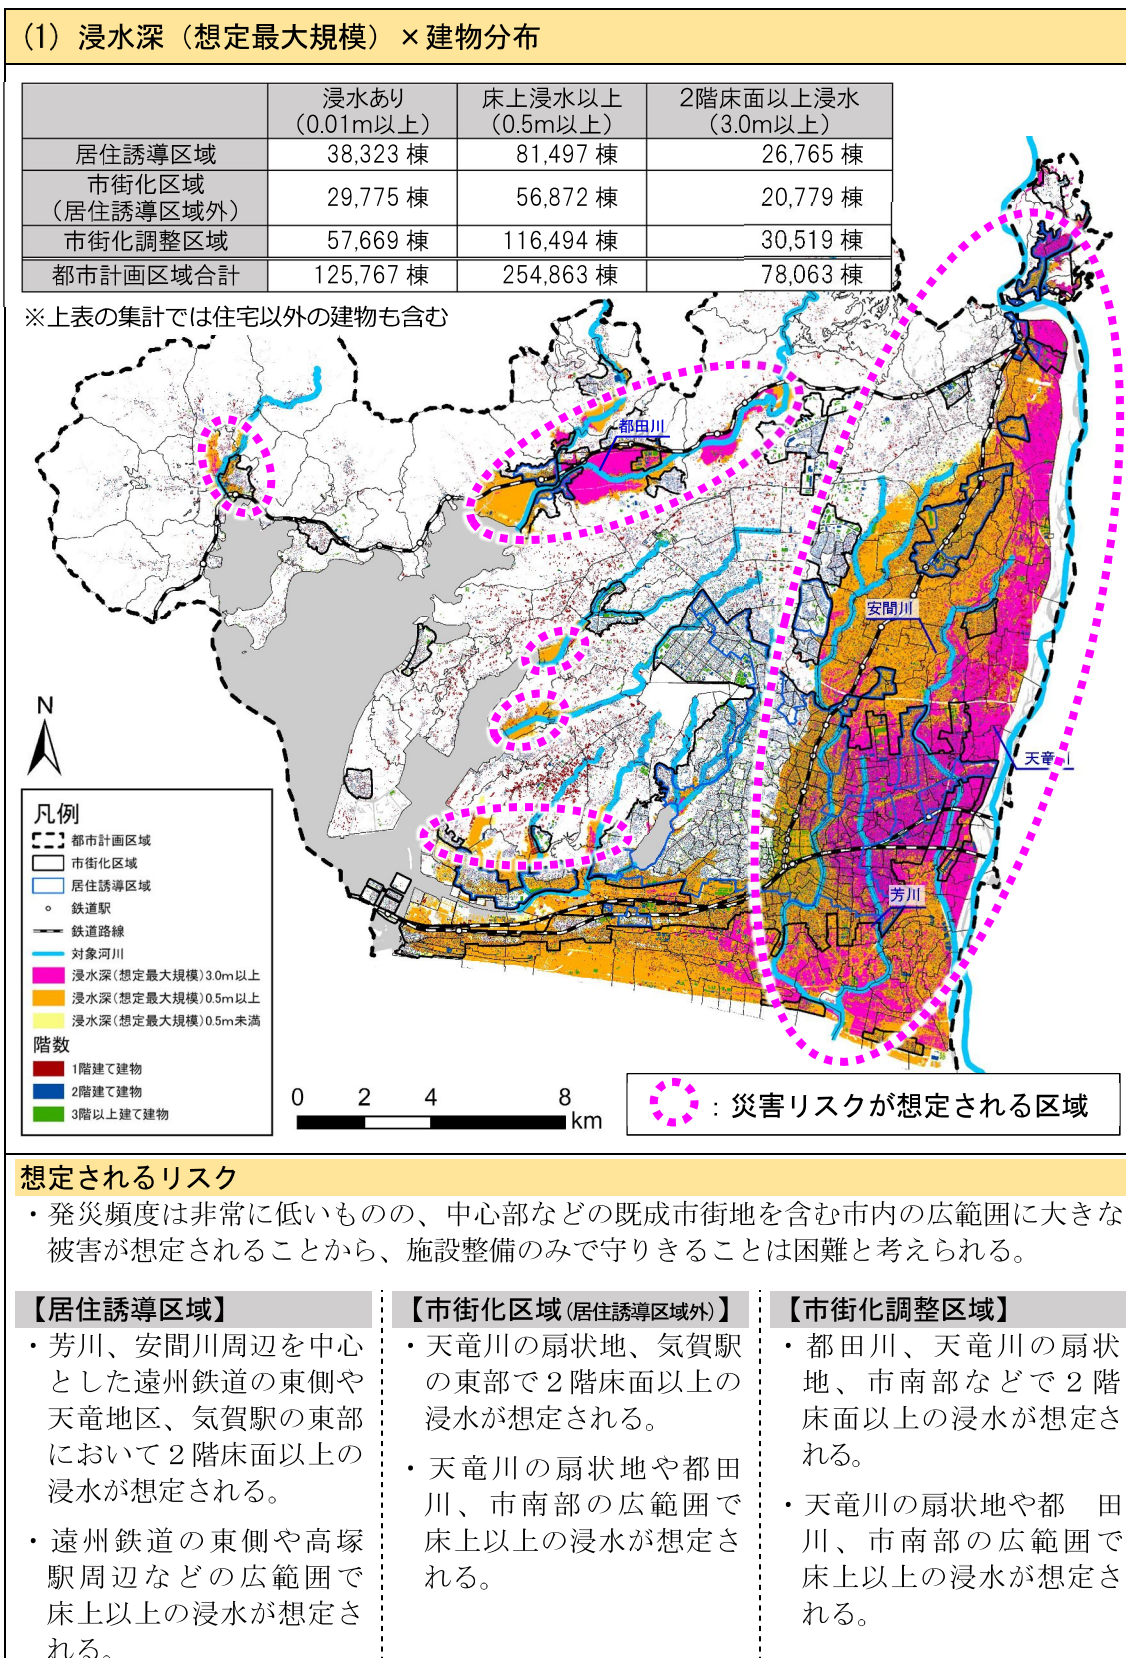 (1) 浸水深（想定最大規模）×建物分布
浸水あり
（0.01m以上）
床上浸水以上
（0.5m以上）
2階床面以上浸水
（3.0m以上）
居住誘導区域
38,323 棟
81,497 棟
26,765 棟
市街化区域
（居住誘導区域外）
29,775 棟
56,872 棟
20,779 棟
市街化調整区域
57,669 棟
116,494 棟
30,519 棟
都市計画区域合計
125,767 棟
254,863 棟
78,063 棟
※上表の集計では住宅以外の建物も含む
都田川
安間川
天竜川
芳川
N
凡例
都市計画区域
市街化区域
居住誘導区域
鉄道駅
鉄道路線
対象河川
浸水深(想定最大規模)3.0m以上
浸水深(想定最大規模)0.5m以上
浸水深(想定最大規模)0.5m未満
階数
1階建て建物
2階建て建物
3階以上建て建物
0 2 4 8
km
：災害リスクが想定される区域
想定されるリスク
・発災頻度は非常に低いものの、中心部などの既成市街地を含む市内の広範囲に大きな
被害が想定されることから、施設整備のみで守りきることは困難と考えられる。
【居住誘導区域】
・芳川、安間川周辺を中心
とした遠州鉄道の東側や
天竜地区、気賀駅の東部
において２階床面以上の
浸水が想定される。
・遠州鉄道の東側や高塚
駅周辺などの広範囲で
床上以上の浸水が想定さ
れる。
【市街化区域（居住誘導区域外）】
・天竜川の扇状地、気賀駅
の東部で２階床面以上の
浸水が想定される。
・天竜川の扇状地や都田
川、市南部の広範囲で
床上以上の浸水が想定さ
れる。
【市街化調整区域】
・都田川、天竜川の扇状
地、市南部などで２階
床面以上の浸水が想定さ
れる。
・天竜川の扇状地や都　田
川、市南部の広範囲で
床上以上の浸水が想定さ
れる。